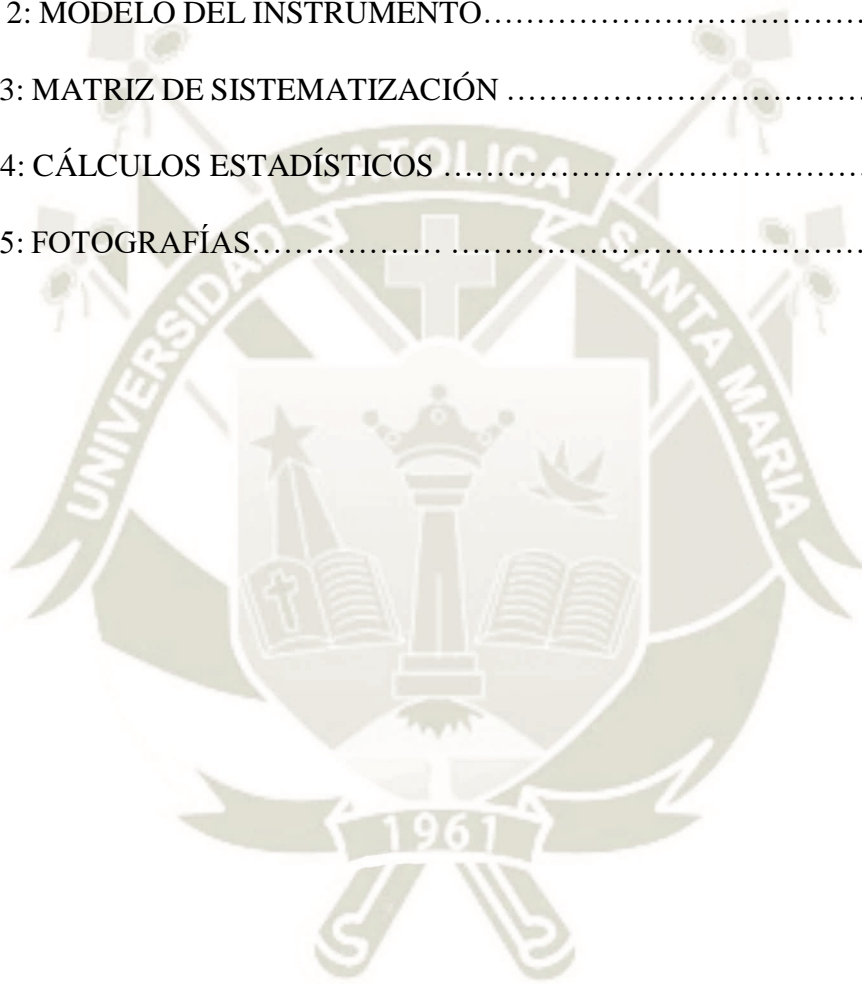 2: MODELO DEL INSTRUMENTO……………………………………
3: MATRIZ DE SISTEMATIZACIÓN …………………………………
4: CÁLCULOS ESTADÍSTICOS ………………………………………
5: FOTOGRAFÍAS……………… ………………………………………
UNIVERSIDAD CATOLICA SANTA MARIA
1961